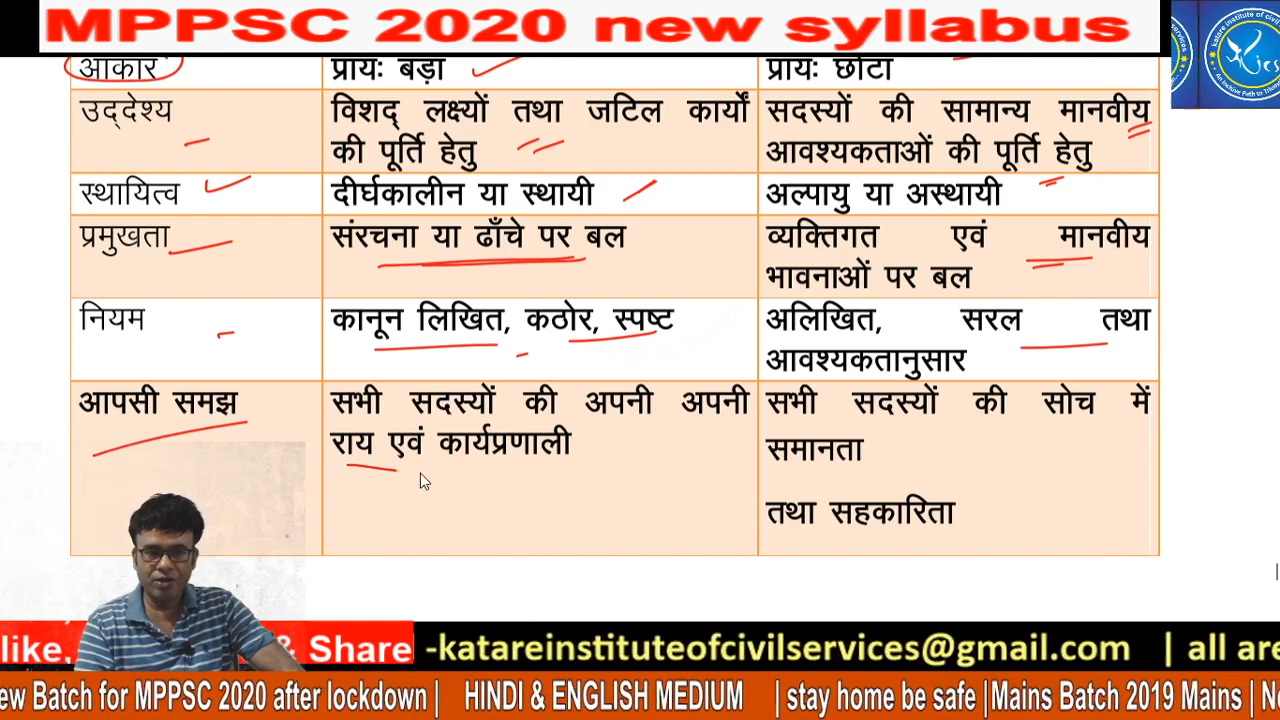 MPPSC 2020 new syllabus
आकार प्रायः बड़ा प्रायः छोटा
उद्देश्य विशद् लक्ष्यों तथा जटिल कार्यों सदस्यों की सामान्य मानवीय
की पूर्ति हेतु आवश्यकताओं की पूर्ति हेतु
स्थायित्व दीर्घकालीन या स्थायी अल्पायु या अस्थायी
प्रमुखता संरचना या ढाँचे पर बल व्यक्तिगत एवं मानवीय
भावनाओं पर बल
नियम कानून लिखित, कठोर, स्पष्ट अलिखित, सरल तथा
आवश्यकतानुसार
आपसी समझ सभी सदस्यों की अपनी अपनी सभी सदस्यों की सोच में
राय एवं कार्यप्रणाली समानता
तथा सहकारिता
like, & Share -katareinstituteofcivilservices@gmail.com | all are
ew Batch for MPPSC 2020 after lockdown | HINDI & ENGLISH MEDIUM | stay home be safe |Mains Batch 2019 Mains | N